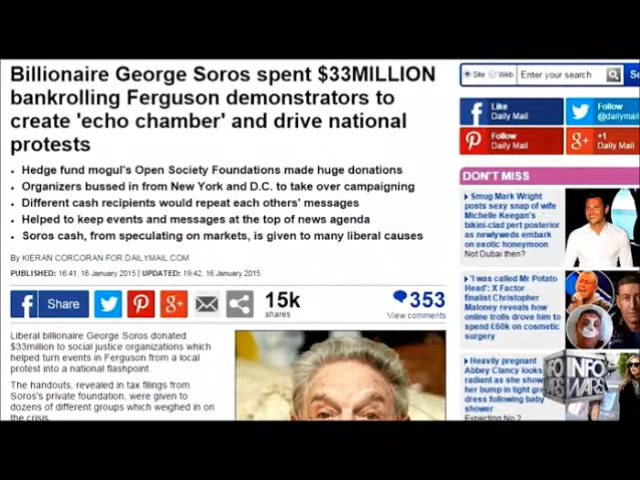 Billionaire George Soros spent $33MILLION
bankrolling Ferguson demonstrators to
create 'echo chamber' and drive national
protests
• Hedge fund mogul's Open Society Foundations made huge donations
• Organizers bussed in from New York and D.C. to take over campaigning
• Different cash recipients would repeat each others' messages
• Helped to keep events and messages at the top of news agenda
• Soros cash, from speculating on markets, is given to many liberal causes
By KIERAN CORCORAN FOR DAILYMAIL.COM
PUBLISHED: 16:41, 16 January 2015 | UPDATED: 19:42, 16 January 2015
Share
15k
shares
353
View comments
Liberal billionaire George Soros donated
$33million to social justice organizations which
helped turn events in Ferguson from a local
protest into a national flashpoint.
The handouts, revealed in tax filings from
Soros's private foundation, were given to
dozens of different groups which weighed in on
the crisis.
Site Web Enter your search
Like
Daily Mail
Follow
@dailymail
Follow
Daily Mail
+1
Daily Mail
DON'T MISS
Smug Mark Wright
posts sexy snap of wife
Michelle Keegan's
bikini-clad pert posterior
as newlyweds embark
on exotic honeymoon
Not Dubai then?
'I was called Mr Potato
Head': X Factor
finalist Christopher
Maloney reveals how
online trolls drove him to
spend £60k on cosmetic
surgery
Heavily pregnant
Abbey Clancy looks
radiant as she show
her bump in tight gre
dress following baby
shower
Expecting No 2
INFO
WARS